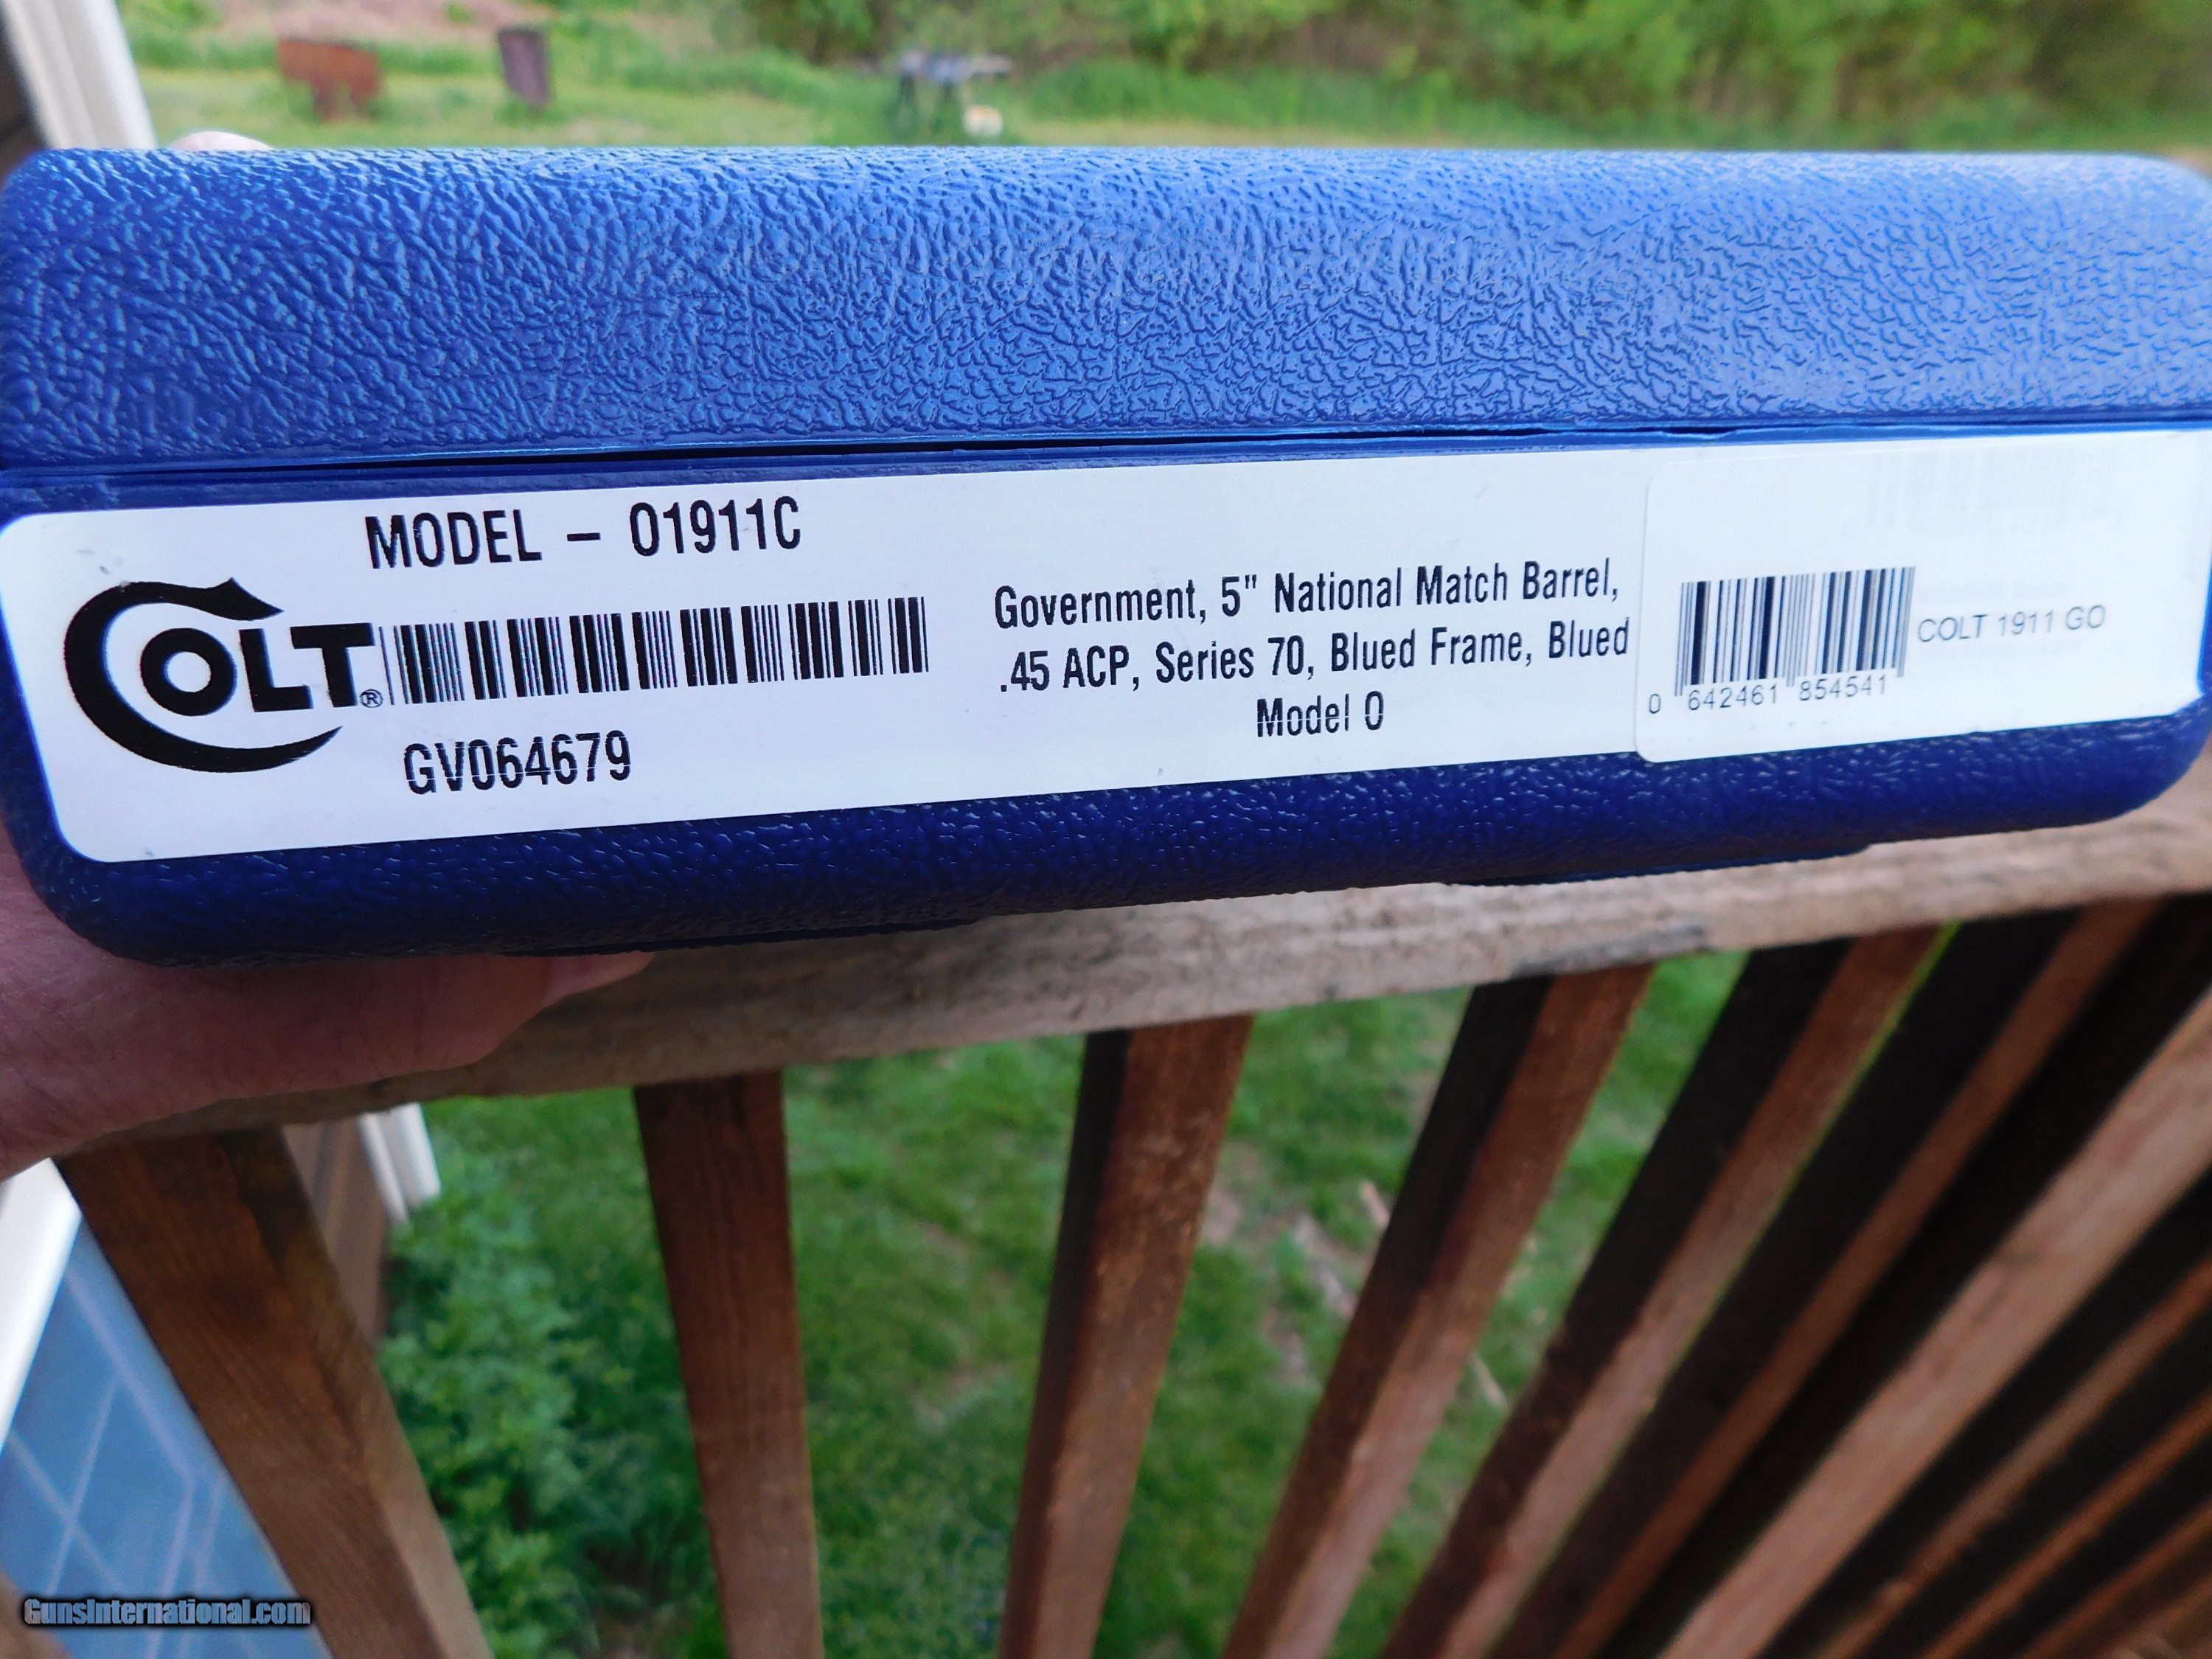 MODEL - O1911C
COLT®
GV064679
Government, 5" National Match Barrel,
.45 ACP, Series 70, Blued Frame, Blued
Model O
COLT 1911 GO
0 642461 854541
GunsInternational.com